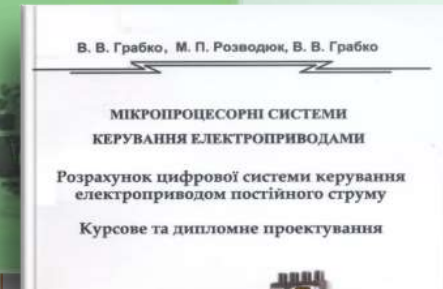 В. В. Грабко, М. П. Розводюк, В. В. Грабко
МІКРОПРОЦЕСОРНІ СИСТЕМИ
КЕРУВАННЯ ЕЛЕКТРОПРИВОДАМИ
Розрахунок цифрової системи керування
електроприводом постійного струму
Курсове та дипломне проектування